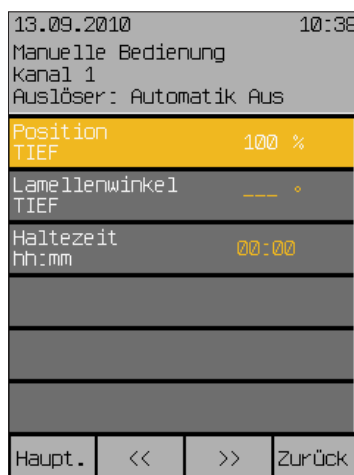 13.09.2010 10:38
Manuelle Bedienung
Kanal 1
Auslöser: Automatik Aus
Position
TIEF 100 %
Lamellenwinkel
TIEF ___ °
Haltezeit
hh:mm 00:00
Haupt. << >> Zurück